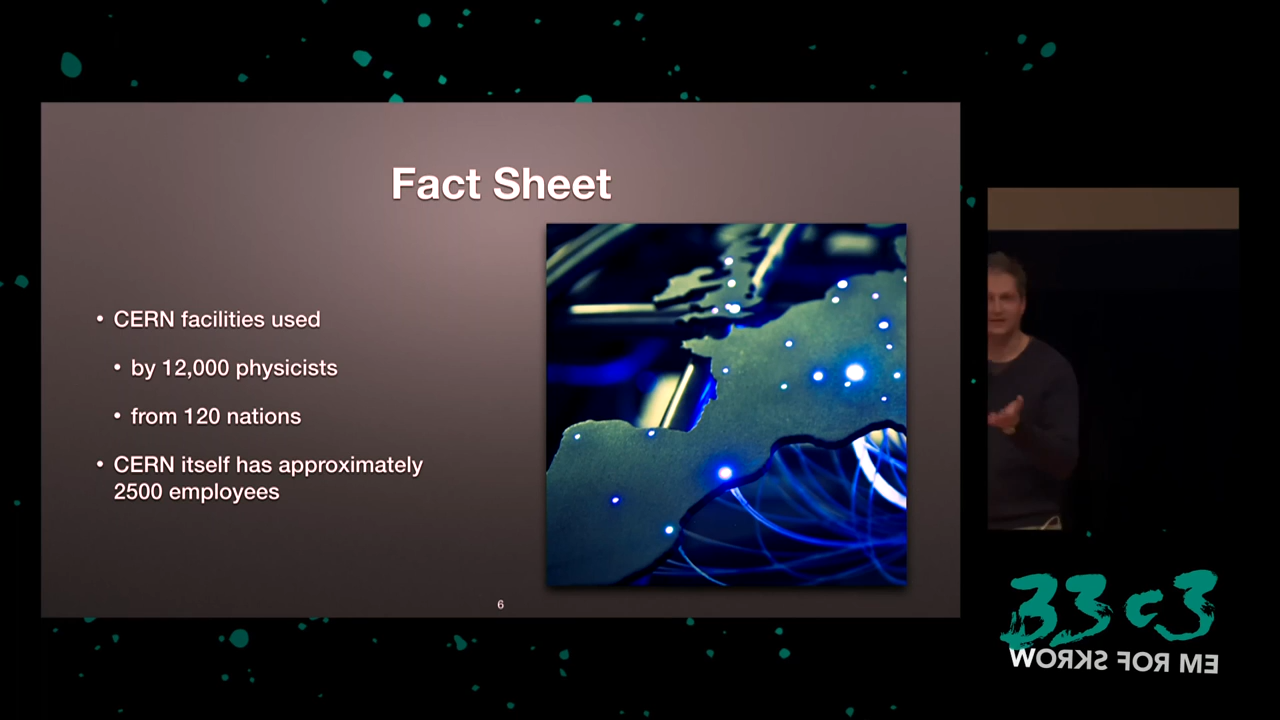 Fact Sheet
• CERN facilities used
• by 12,000 physicists
• from 120 nations
• CERN itself has approximately
2500 employees
6
33c3
WORKS FOR ME